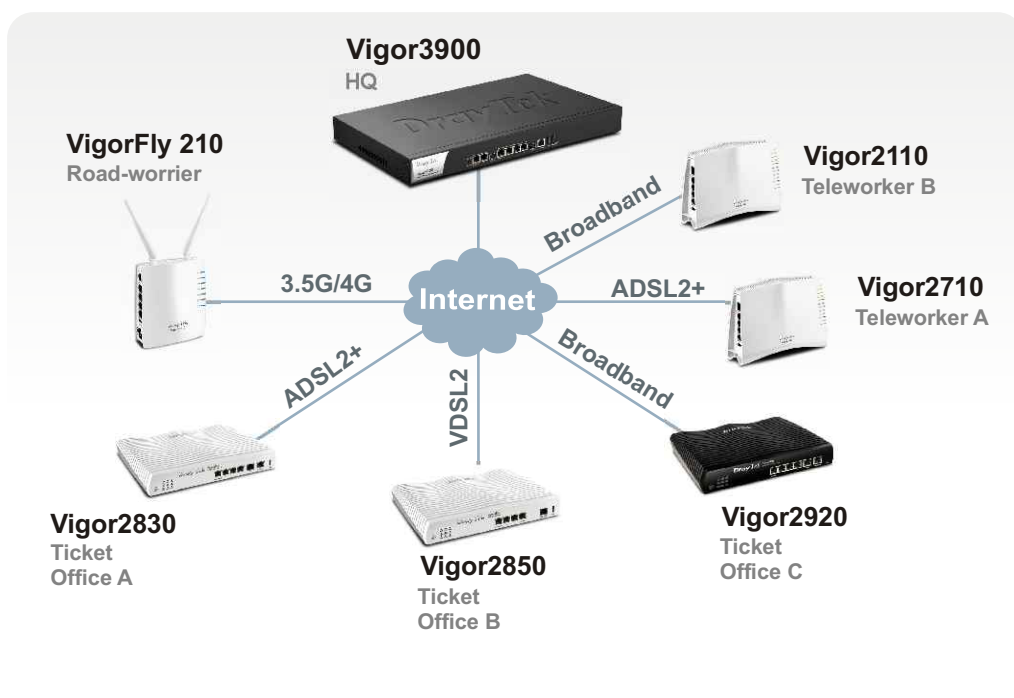 Vigor3900
HQ
DrayTek
VigorFly 210
Road-worrier
Vigor2110
Teleworker B
Broadband
3.5G/4G
Internet
ADSL2+
Vigor2710
Teleworker A
ADSL2+
VDSL2
Broadband
Vigor2830
Ticket
Office A
Vigor2850
Ticket
Office B
Vigor2920
Ticket
Office C